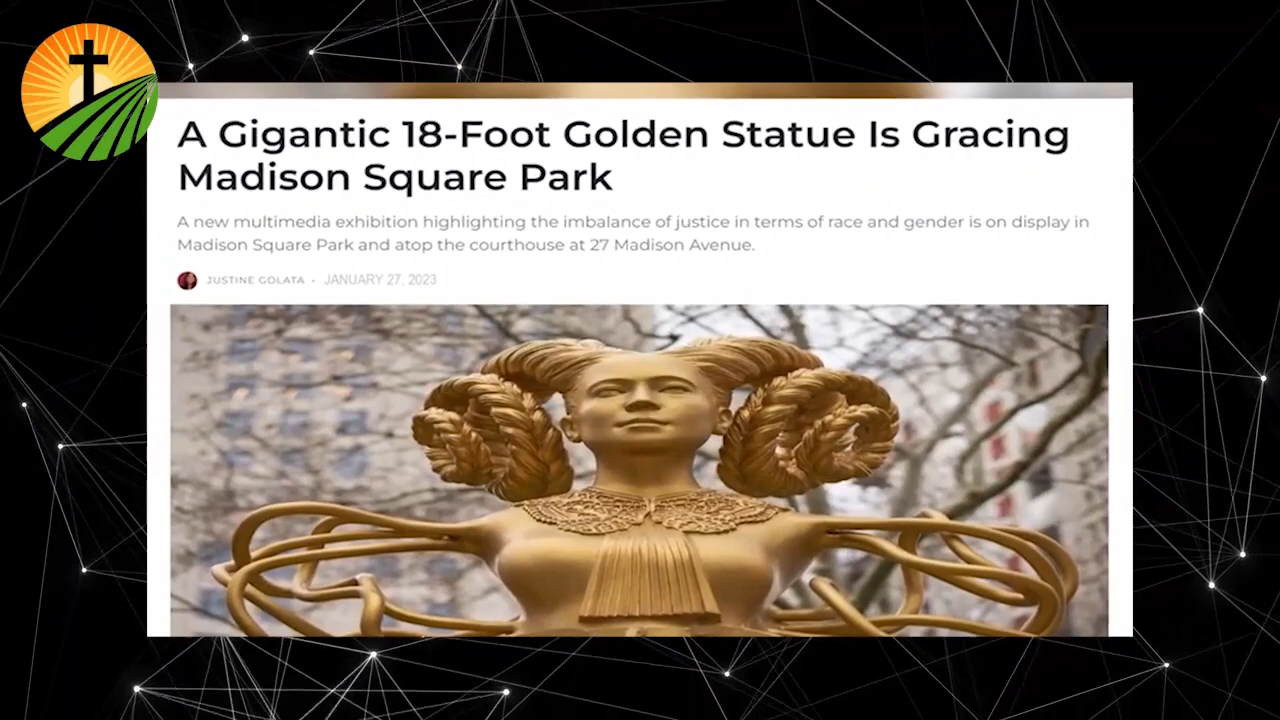 A Gigantic 18-Foot Golden Statue Is Gracing
Madison Square Park
A new multimedia exhibition highlighting the imbalance of justice in terms of race and gender is on display in
Madison Square Park and atop the courthouse at 27 Madison Avenue.
JUSTINE GOLATA • JANUARY 27, 2023